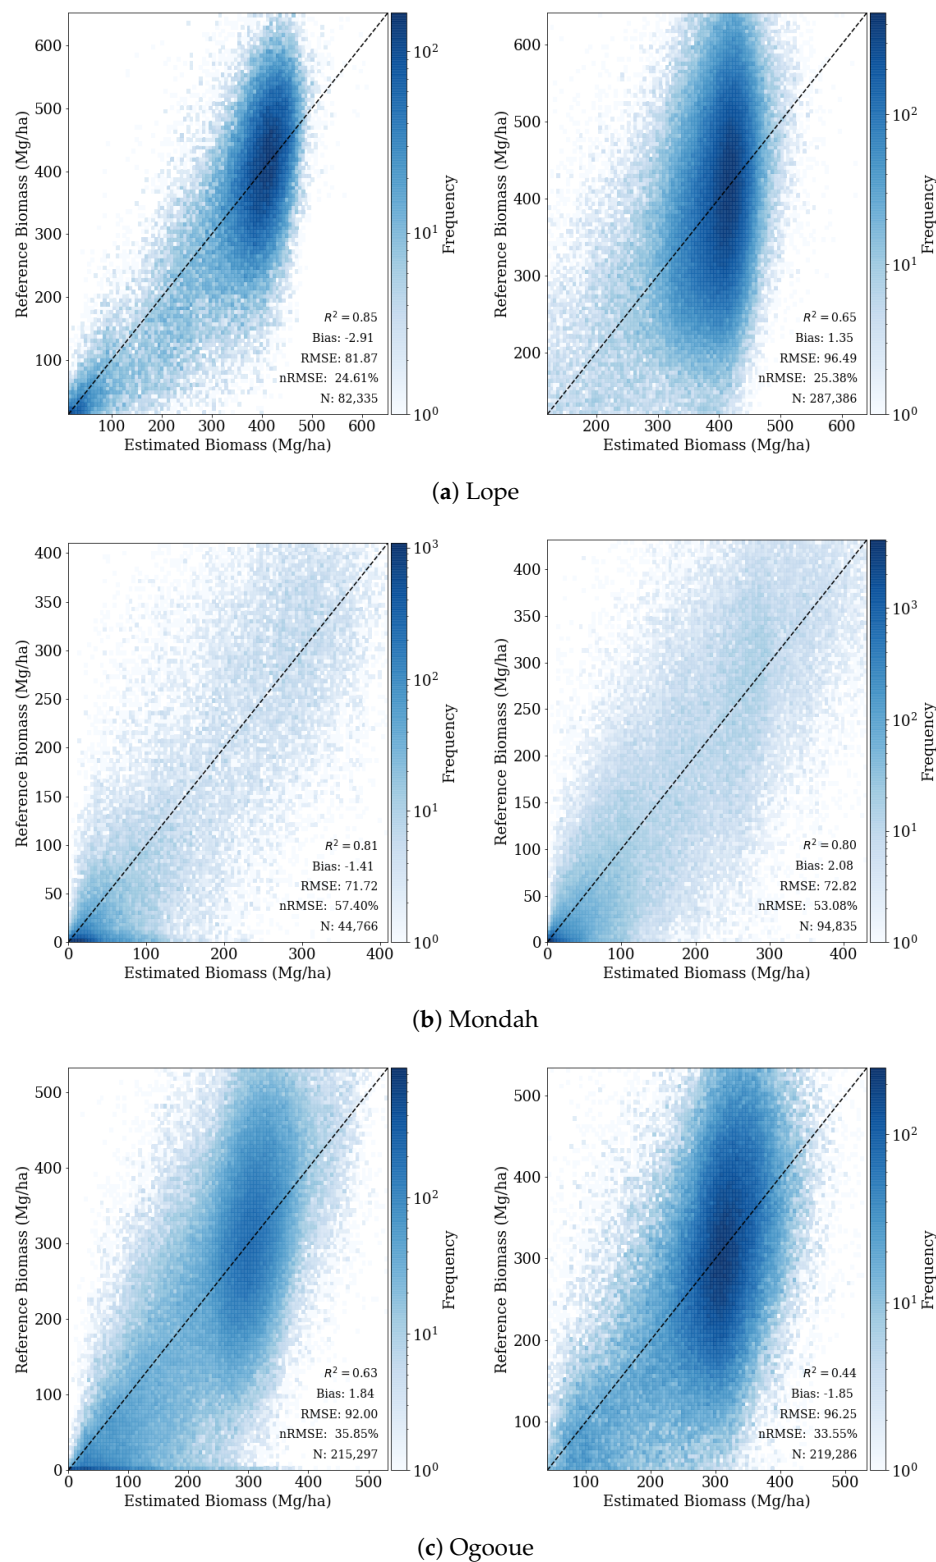 600
500
400
300
200
100
100 200 300 400 500 600
Reference Biomass (Mg/ha)
Estimated Biomass (Mg/ha)
R² = 0.85
Bias: -2.91
RMSE: 81.87
nRMSE: 24.61%
N: 82,335
10²
10¹
10⁰
Frequency
600
500
400
300
200
200 300 400 500 600
Reference Biomass (Mg/ha)
Estimated Biomass (Mg/ha)
R² = 0.65
Bias: 1.35
RMSE: 96.49
nRMSE: 25.38%
N: 287,386
10²
10¹
10⁰
Frequency
(a) Lope
400
350
300
250
200
150
100
50
0
0 100 200 300 400
Reference Biomass (Mg/ha)
Estimated Biomass (Mg/ha)
R² = 0.81
Bias: -1.41
RMSE: 71.72
nRMSE: 57.40%
N: 44,766
10³
10²
10¹
10⁰
Frequency
400
350
300
250
200
150
100
50
0
0 100 200 300 400
Reference Biomass (Mg/ha)
Estimated Biomass (Mg/ha)
R² = 0.80
Bias: 2.08
RMSE: 72.82
nRMSE: 53.08%
N: 94,835
10³
10²
10¹
10⁰
Frequency
(b) Mondah
500
400
300
200
100
0
0 100 200 300 400 500
Reference Biomass (Mg/ha)
Estimated Biomass (Mg/ha)
R² = 0.63
Bias: 1.84
RMSE: 92.00
nRMSE: 35.85%
N: 215,297
10²
10¹
10⁰
Frequency
500
400
300
200
100
100 200 300 400 500
Reference Biomass (Mg/ha)
Estimated Biomass (Mg/ha)
R² = 0.44
Bias: -1.85
RMSE: 96.25
nRMSE: 33.55%
N: 219,286
10²
10¹
10⁰
Frequency
(c) Ogooue